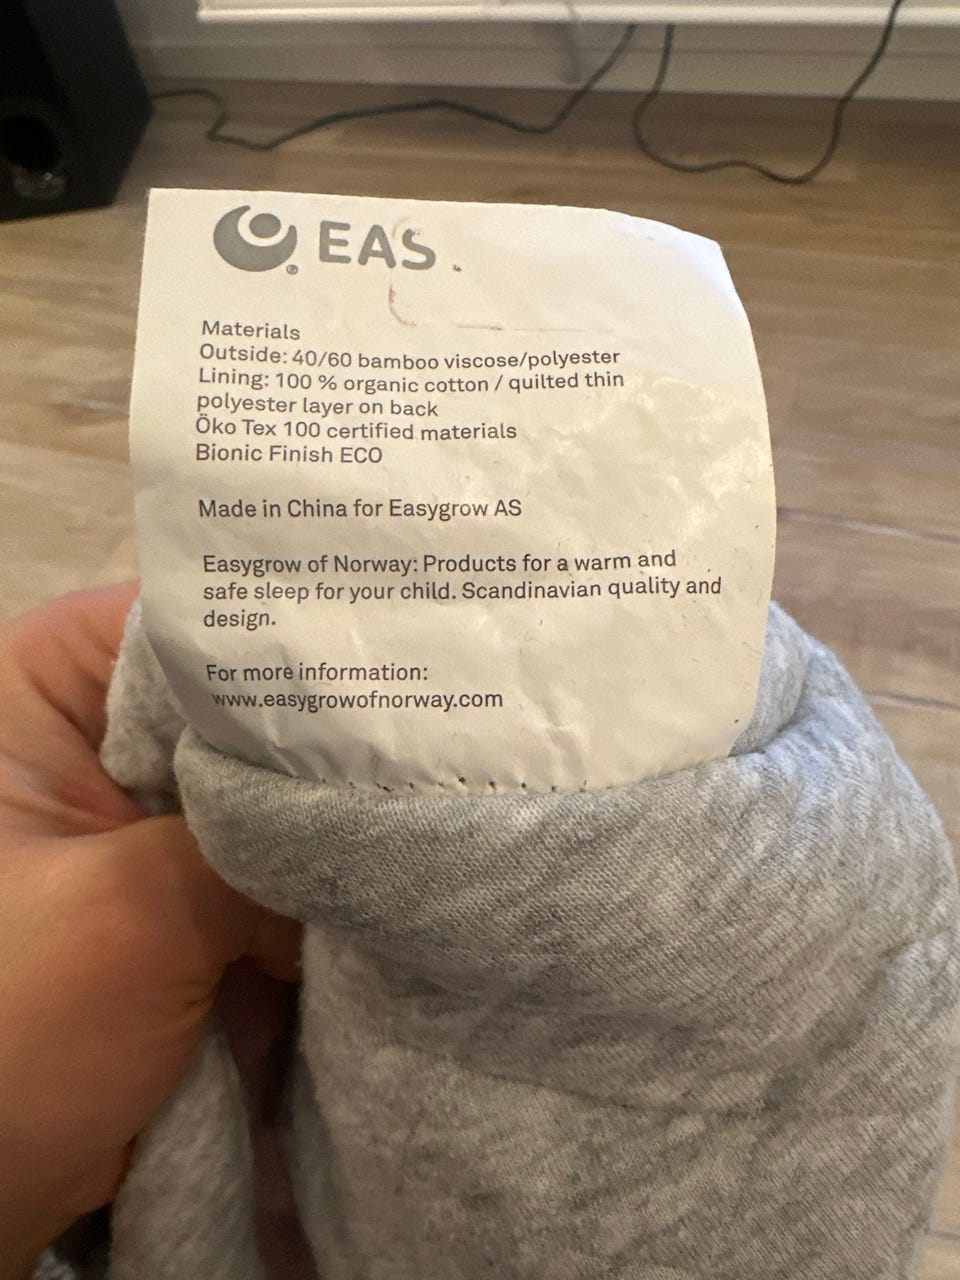 EAS
Materials
Outside: 40/60 bamboo viscose/polyester
Lining: 100 % organic cotton / quilted thin
polyester layer on back
Öko Tex 100 certified materials
Bionic Finish ECO
Made in China for Easygrow AS
Easygrow of Norway: Products for a warm and
safe sleep for your child. Scandinavian quality and
design.
For more information:
www.easygrowofnorway.com